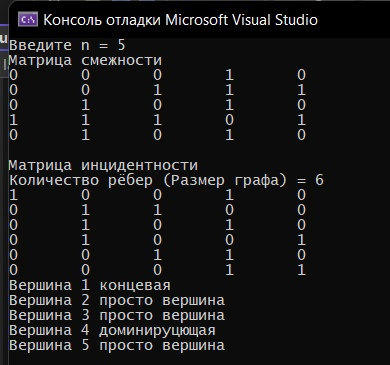 Консоль отладки Microsoft Visual Studio
Введите n = 5
Матрица смежности
0 0 0 1 0
0 0 1 1 1
0 1 0 1 0
1 1 1 0 1
0 1 0 1 0
Матрица инцидентности
Количество рёбер (Размер графа) = 6
1 0 0 1 0
0 1 1 0 0
0 1 0 1 0
0 1 0 0 1
0 0 1 1 0
0 0 0 1 1
Вершина 1 концевая
Вершина 2 просто вершина
Вершина 3 просто вершина
Вершина 4 доминируцющая
Вершина 5 просто вершина